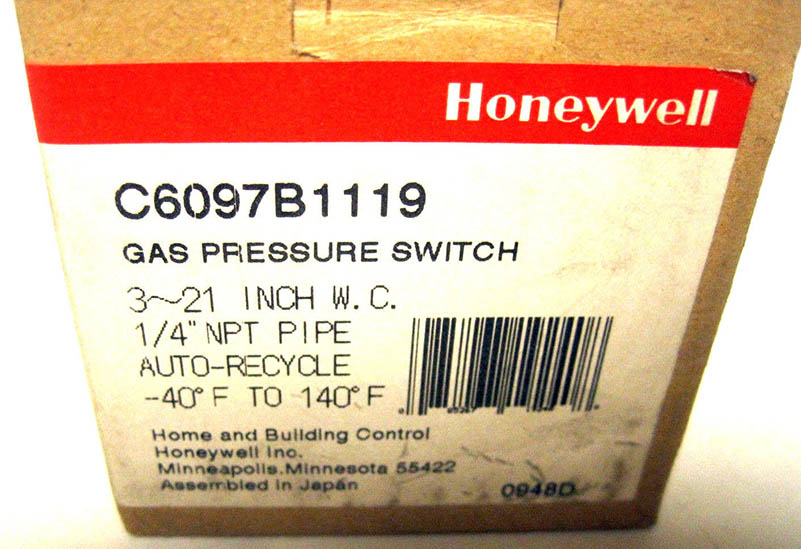 Honeywell
C6097B1119
GAS PRESSURE SWITCH
3~21 INCH W.C.
1/4" NPT PIPE
AUTO-RECYCLE
-40°F TO 140°F
Home and Building Control
Honeywell Inc.
Minneapolis.Minnesota 55422
Assembled in Japan
0948D